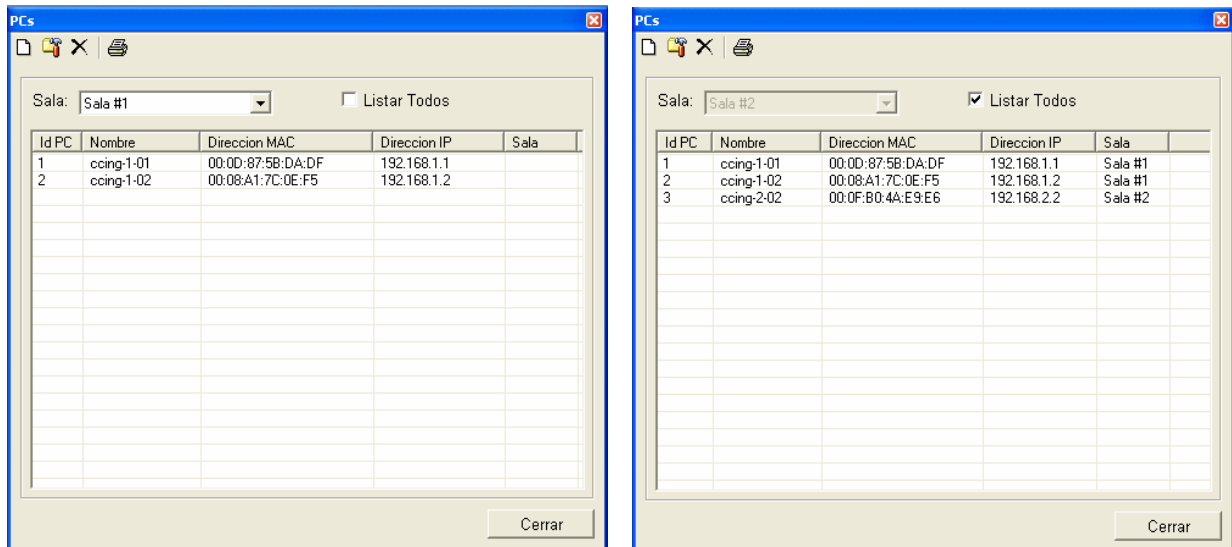 PCs
Sala: Sala #1 Listar Todos
Id PC Nombre Direccion MAC Direccion IP Sala
1 ccing-1-01 00:0D:87:5B:DA:DF 192.168.1.1
2 ccing-1-02 00:08:A1:7C:0E:F5 192.168.1.2
Cerrar
PCs
Sala: Sala #2 Listar Todos
Id PC Nombre Direccion MAC Direccion IP Sala
1 ccing-1-01 00:0D:87:5B:DA:DF 192.168.1.1 Sala #1
2 ccing-1-02 00:08:A1:7C:0E:F5 192.168.1.2 Sala #1
3 ccing-2-02 00:0F:B0:4A:E9:E6 192.168.2.2 Sala #2
Cerrar